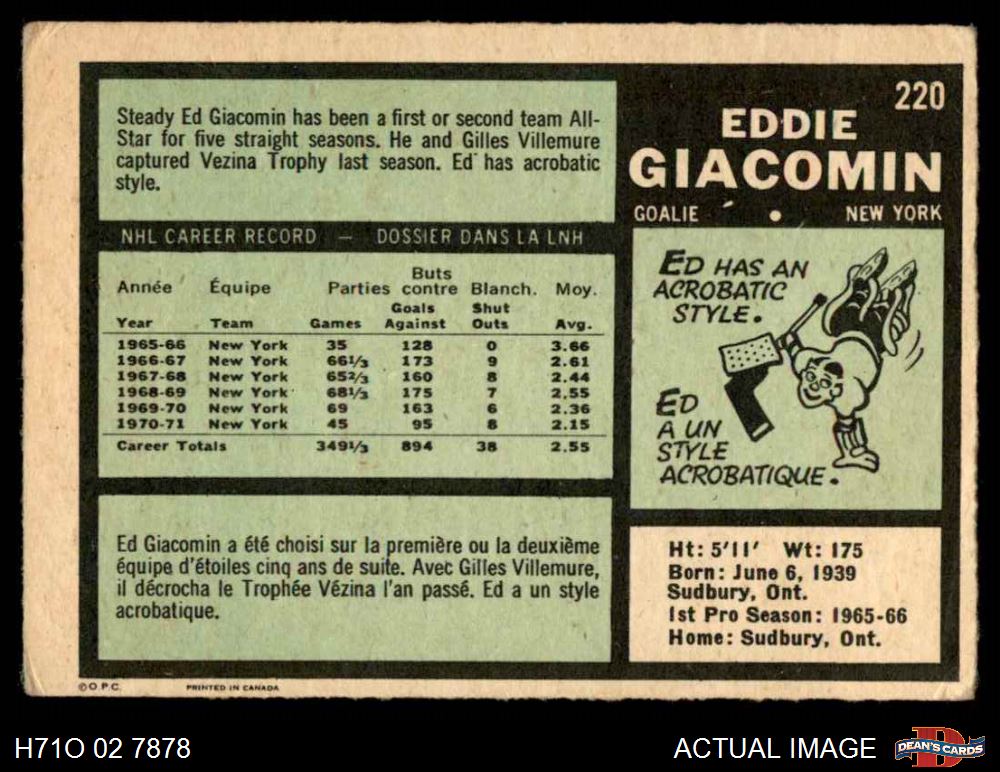 220
EDDIE
GIACOMIN
GOALIE • NEW YORK
Steady Ed Giacomin has been a first or second team All-
Star for five straight seasons. He and Gilles Villemure
captured Vezina Trophy last season. Ed has acrobatic
style.
NHL CAREER RECORD — DOSSIER DANS LA LNH
Année Équipe Parties Buts contre Blanch. Moy.
Year Team Games Goals Against Shut Outs Avg.
1965-66 New York 35 128 0 3.66
1966-67 New York 66 1/3 173 9 2.61
1967-68 New York 65 2/3 160 8 2.44
1968-69 New York 68 1/3 175 7 2.55
1969-70 New York 69 163 6 2.36
1970-71 New York 45 95 8 2.15
Career Totals 349 1/3 894 38 2.55
Ed Giacomin a été choisi sur la première ou la deuxième
équipe d'étoiles cinq ans de suite. Avec Gilles Villemure,
il décrocha le Trophée Vézina l'an passé. Ed a un style
acrobatique.
ED HAS AN
ACROBATIC
STYLE.
ED
A UN
STYLE
ACROBATIQUE.
Ht: 5'11' Wt: 175
Born: June 6, 1939
Sudbury, Ont.
1st Pro Season: 1965-66
Home: Sudbury, Ont.
© O.P.C. PRINTED IN CANADA
H71O 02 7878
ACTUAL IMAGE
D
DEAN'S CARDS